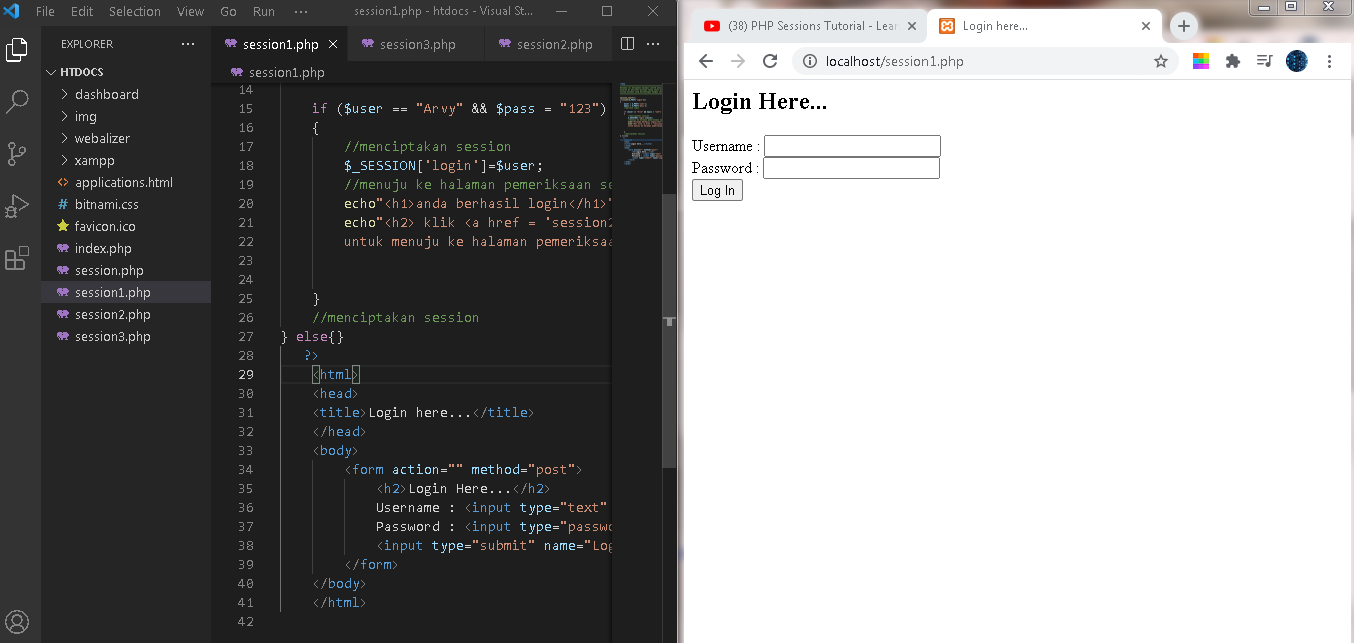 File Edit Selection View Go Run ··· session1.php - htdocs - Visual St...
EXPLORER ···
HTDOCS
dashboard
img
webalizer
xampp
applications.html
bitnami.css
favicon.ico
index.php
session.php
session1.php
session2.php
session3.php
session1.php session3.php session2.php ···
session1.php
14
15 if ($user == "Arvy" && $pass = "123")
16 {
17 //menciptakan session
18 $_SESSION['login']=$user;
19 //menuju ke halaman pemeriksaan se
20 echo"<h1>anda berhasil login</h1>"
21 echo"<h2> klik <a href = 'session2
22 untuk menuju ke halaman pemeriksaa
23
24
25 }
26 //menciptakan session
27 } else{}
28 ?>
29 <html>
30 <head>
31 <title>Login here...</title>
32 </head>
33 <body>
34 <form action="" method="post">
35 <h2>Login Here...</h2>
36 Username : <input type="text"
37 Password : <input type="passwo
38 <input type="submit" name="Log
39 </form>
40 </body>
41 </html>
42
(38) PHP Sessions Tutorial - Lear
Login here...
localhost/session1.php
Login Here...
Username :
Password :
Log In